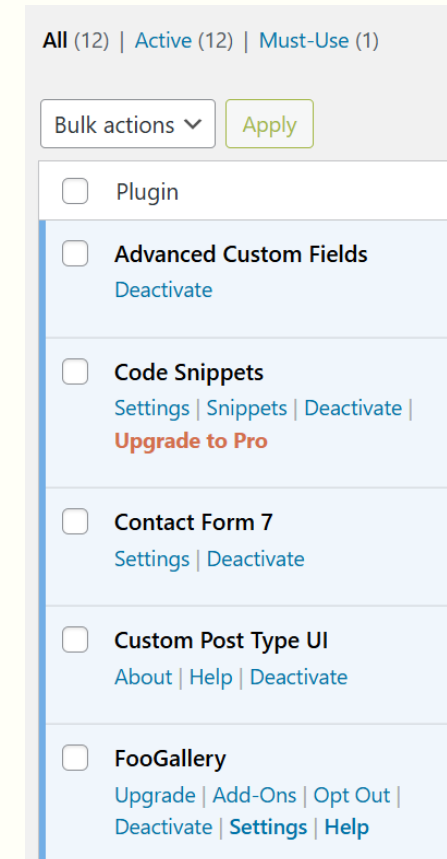 All (12) | Active (12) | Must-Use (1)
Bulk actions
Apply
Plugin
Advanced Custom Fields
Deactivate
Code Snippets
Settings | Snippets | Deactivate |
Upgrade to Pro
Contact Form 7
Settings | Deactivate
Custom Post Type UI
About | Help | Deactivate
FooGallery
Upgrade | Add-Ons | Opt Out |
Deactivate | Settings | Help